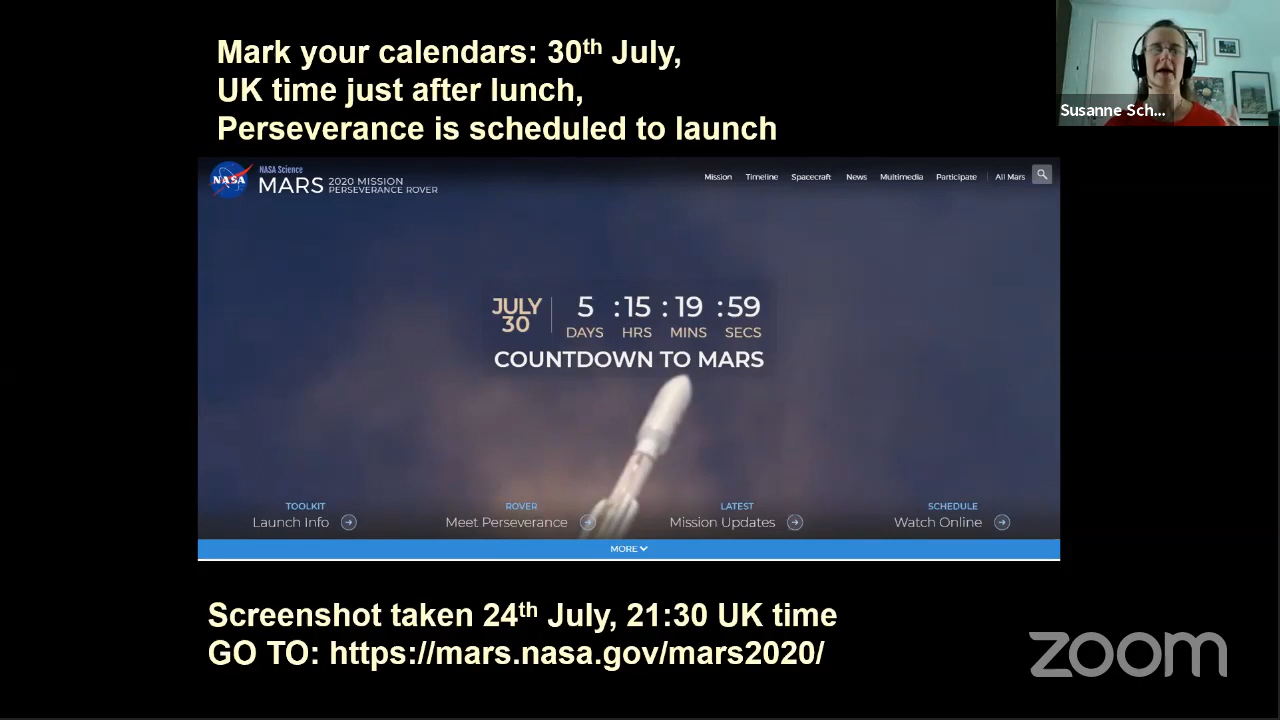 Mark your calendars: 30th July,
UK time just after lunch,
Perseverance is scheduled to launch
Susanne Sch...
NASA
NASA Science
MARS 2020 MISSION
PERSEVERANCE ROVER
Mission Timeline Spacecraft News Multimedia Participate All Mars
JULY 30
5 : 15 : 19 : 59
DAYS HRS MINS SECS
COUNTDOWN TO MARS
TOOLKIT ROVER LATEST SCHEDULE
Launch Info Meet Perseverance Mission Updates Watch Online
MORE
Screenshot taken 24th July, 21:30 UK time
GO TO: https://mars.nasa.gov/mars2020/
zoom